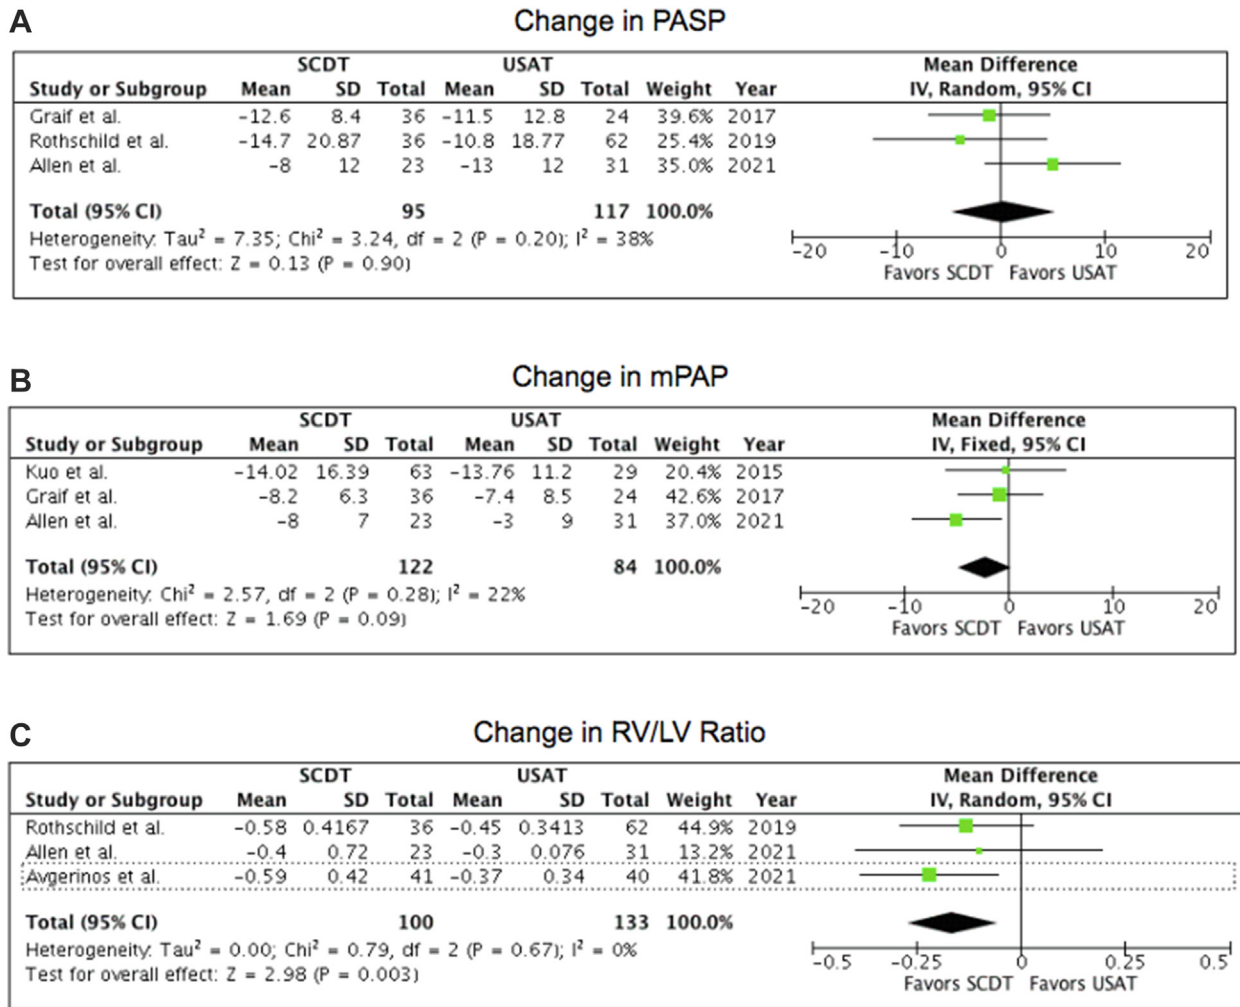 A
Change in PASP
SCDT USAT Mean Difference
Study or Subgroup Mean SD Total Mean SD Total Weight Year IV, Random, 95% CI
Graif et al. -12.6 8.4 36 -11.5 12.8 24 39.6% 2017
Rothschild et al. -14.7 20.87 36 -10.8 18.77 62 25.4% 2019
Allen et al. -8 12 23 -13 12 31 35.0% 2021
Total (95% CI) 95 117 100.0%
Heterogeneity: Tau² = 7.35; Chi² = 3.24, df = 2 (P = 0.20); I² = 38%
Test for overall effect: Z = 0.13 (P = 0.90)
-20 -10 0 10 20
Favors SCDT Favors USAT
B
Change in mPAP
SCDT USAT Mean Difference
Study or Subgroup Mean SD Total Mean SD Total Weight Year IV, Fixed, 95% CI
Kuo et al. -14.02 16.39 63 -13.76 11.2 29 20.4% 2015
Graif et al. -8.2 6.3 36 -7.4 8.5 24 42.6% 2017
Allen et al. -8 7 23 -3 9 31 37.0% 2021
Total (95% CI) 122 84 100.0%
Heterogeneity: Chi² = 2.57, df = 2 (P = 0.28); I² = 22%
Test for overall effect: Z = 1.69 (P = 0.09)
-20 -10 0 10 20
Favors SCDT Favors USAT
C
Change in RV/LV Ratio
SCDT USAT Mean Difference
Study or Subgroup Mean SD Total Mean SD Total Weight Year IV, Random, 95% CI
Rothschild et al. -0.58 0.4167 36 -0.45 0.3413 62 44.9% 2019
Allen et al. -0.4 0.72 23 -0.3 0.076 31 13.2% 2021
Avgerinos et al. -0.59 0.42 41 -0.37 0.34 40 41.8% 2021
Total (95% CI) 100 133 100.0%
Heterogeneity: Tau² = 0.00; Chi² = 0.79, df = 2 (P = 0.67); I² = 0%
Test for overall effect: Z = 2.98 (P = 0.003)
-0.5 -0.25 0 0.25 0.5
Favors SCDT Favors USAT